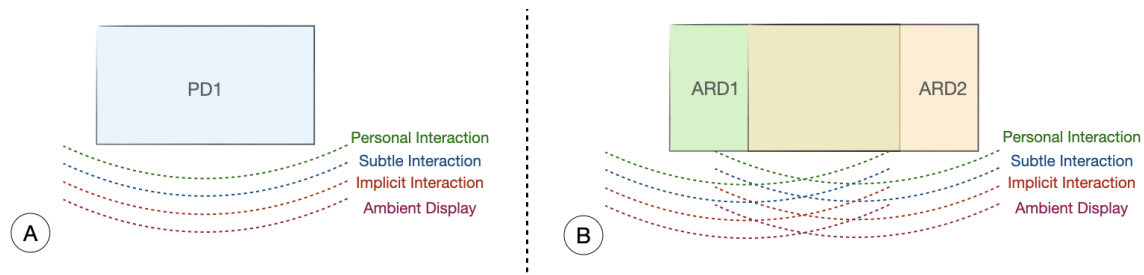 PD1
Personal Interaction
Subtle Interaction
Implicit Interaction
Ambient Display
A
ARD1
ARD2
Personal Interaction
Subtle Interaction
Implicit Interaction
Ambient Display
B